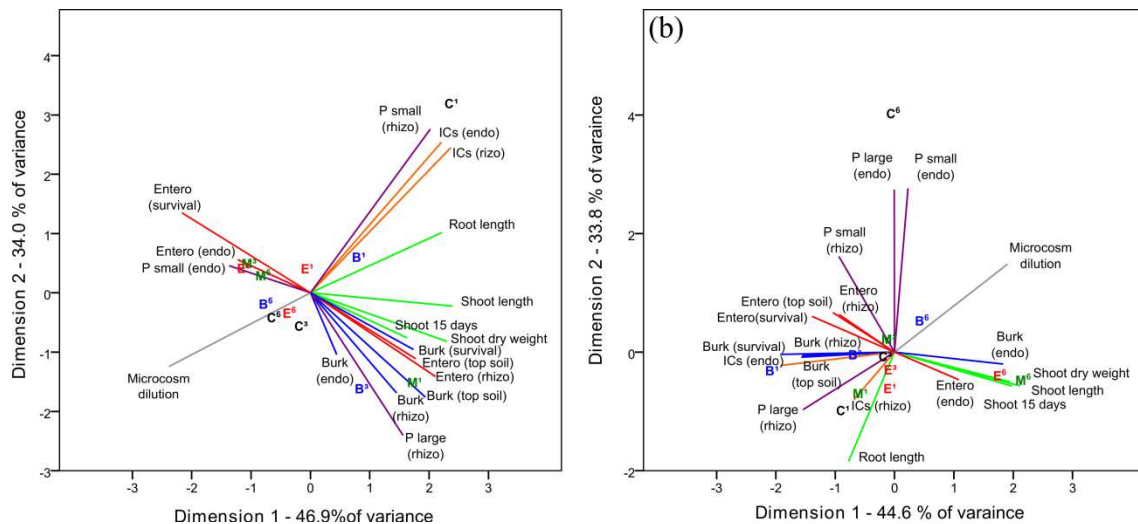 (b)
4
3
2
1
0
-1
-2
-3
-3
-2
-1
0
1
2
3
Dimension 2 - 34.0 % of variance
Dimension 1 - 46.9%of variance
C¹
P small
(rhizo)
ICs (endo)
ICs (rizo)
Entero
(survival)
Root length
Entero (endo)
M³
P small (endo)
M⁶
E¹
B¹
B⁶
C⁶
E⁶
C³
Shoot length
Shoot 15 days
Shoot dry weight
Burk (survival)
Entero (top soil)
Entero (rhizo)
Burk
(endo)
B³
M¹
Burk (top soil)
Burk
(rhizo)
P large
(rhizo)
Microcosm
dilution
4
2
0
-2
-3
-2
-1
0
1
2
3
Dimension 2 - 33.8 % of varaince
Dimension 1 - 44.6 % of varaince
C⁶
P large
(endo)
P small
(endo)
P small
(rhizo)
Microcosm
dilution
Entero
(rhizo)
Entero (top soil)
Entero(survival)
B⁶
Burk (rhizo)
Burk (survival)
ICs (endo)
B¹
Burk
(top soil)
E³
E¹
Burk
(endo)
E⁶
M⁶
Shoot dry weight
Shoot length
Shoot 15 days
Entero
(endo)
P large
(rhizo)
M¹
C¹
ICs (rhizo)
Root length